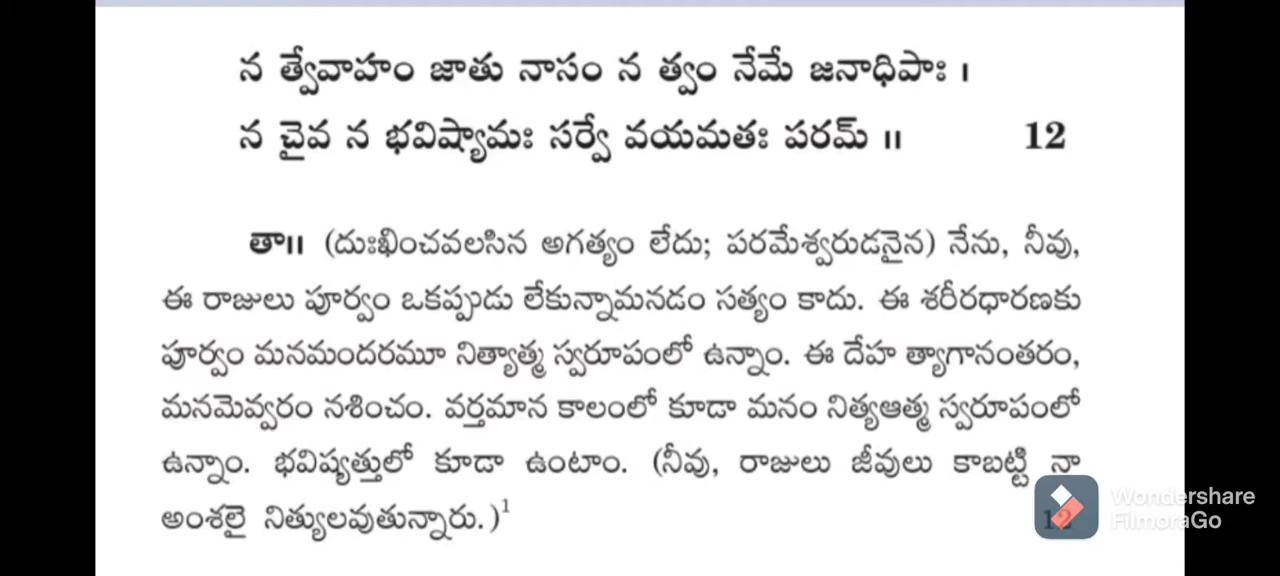 న త్వేవాహం జాతు నాసం న త్వం నేమే జనాధిపాః ।
న చైవ న భవిష్యామః సర్వే వయమతః పరమ్ ॥ 12
తా॥ (దుఃఖించవలసిన అగత్యం లేదు; పరమేశ్వరుడనైన) నేను, నీవు,
ఈ రాజులు పూర్వం ఒకప్పుడు లేకున్నామనడం సత్యం కాదు. ఈ శరీరధారణకు
పూర్వం మనమందరమూ నిత్యాత్మ స్వరూపంలో ఉన్నాం. ఈ దేహ త్యాగానంతరం,
మనమెవ్వరం నశించం. వర్తమాన కాలంలో కూడా మనం నిత్యఆత్మ స్వరూపంలో
ఉన్నాం. భవిష్యత్తులో కూడా ఉంటాం. (నీవు, రాజులు జీవులు కాబట్టి నా
అంశలై నిత్యులవుతున్నారు.)¹ 12
Wondershare
FilmoraGo